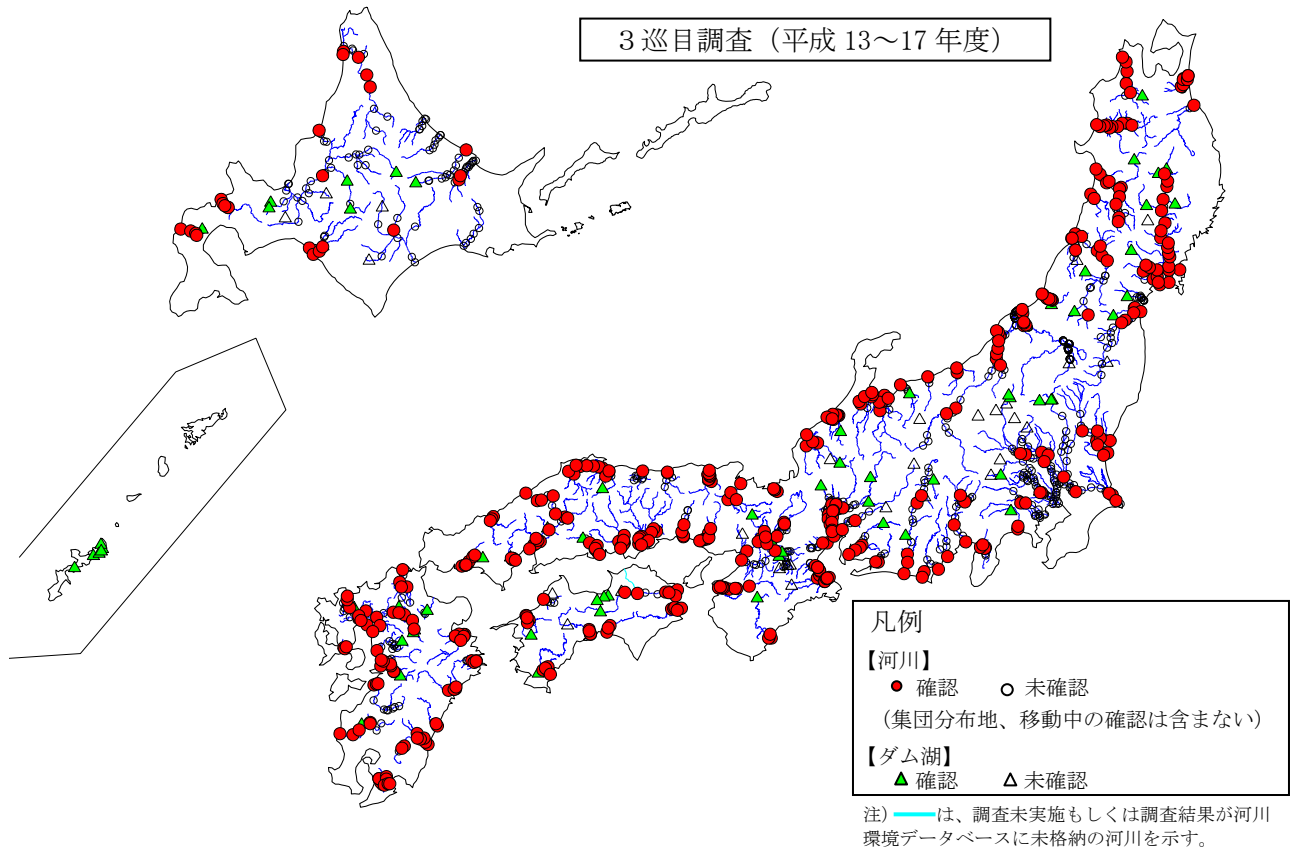 3巡目調査（平成 13～17 年度）
凡例
【河川】
確認 未確認
（集団分布地、移動中の確認は含まない）
【ダム湖】
確認 未確認
注） は、調査未実施もしくは調査結果が河川
環境データベースに未格納の河川を示す。